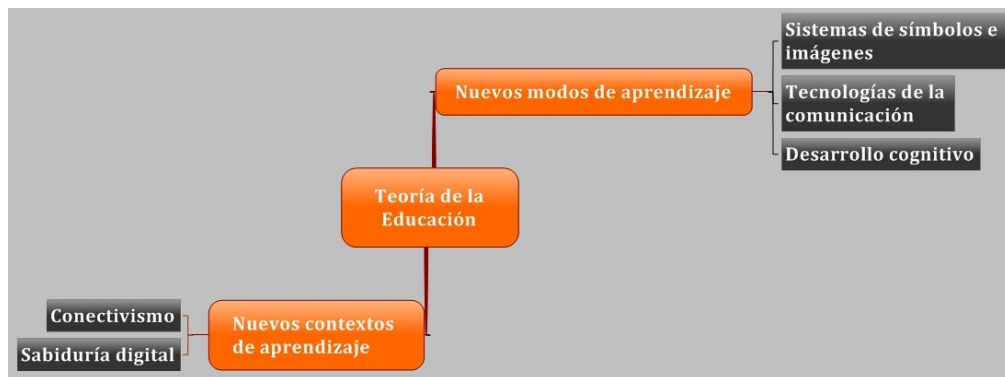 Sistemas de símbolos e
imágenes
Nuevos modos de aprendizaje
Tecnologías de la
comunicación
Desarrollo cognitivo
Teoría de la
Educación
Conectivismo
Sabiduría digital
Nuevos contextos
de aprendizaje